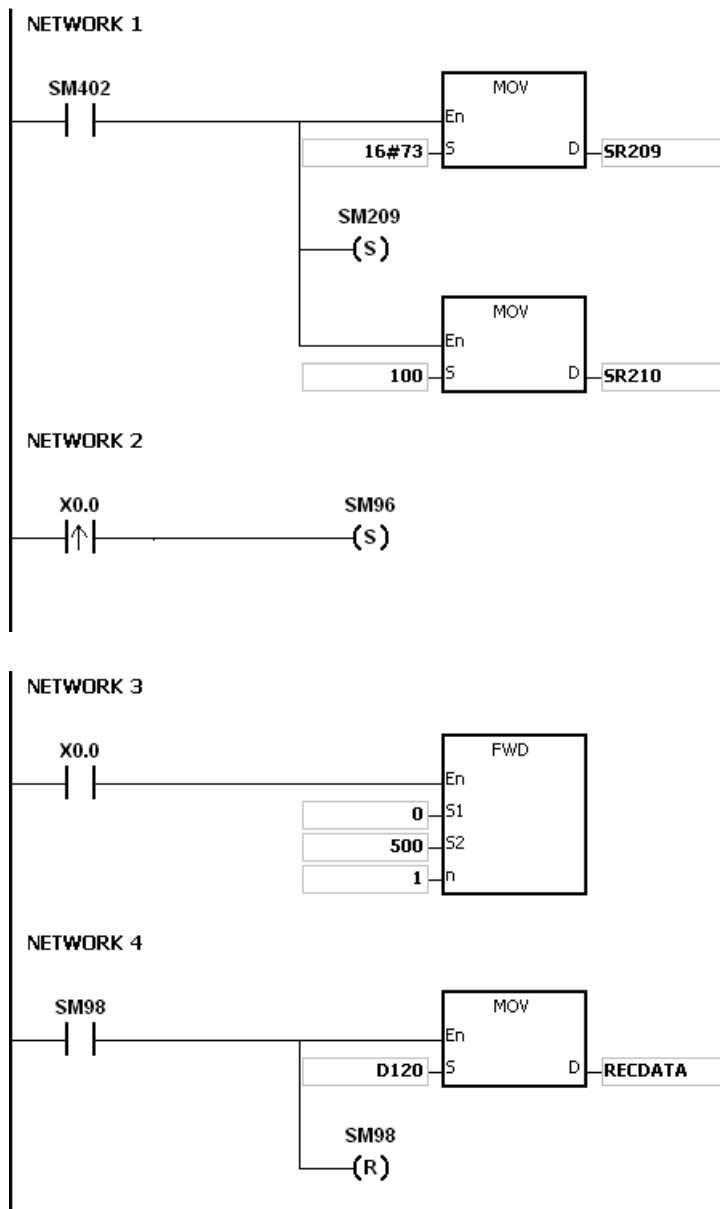 NETWORK 1
SM402
MOV
En
16#73 S D SR209
SM209
(S)
MOV
En
100 S D SR210
NETWORK 2
X0.0 SM96
(S)
NETWORK 3
X0.0
FWD
En
0 S1
500 S2
1 n
NETWORK 4
SM98
MOV
En
D120 S D RECDATA
SM98
(R)